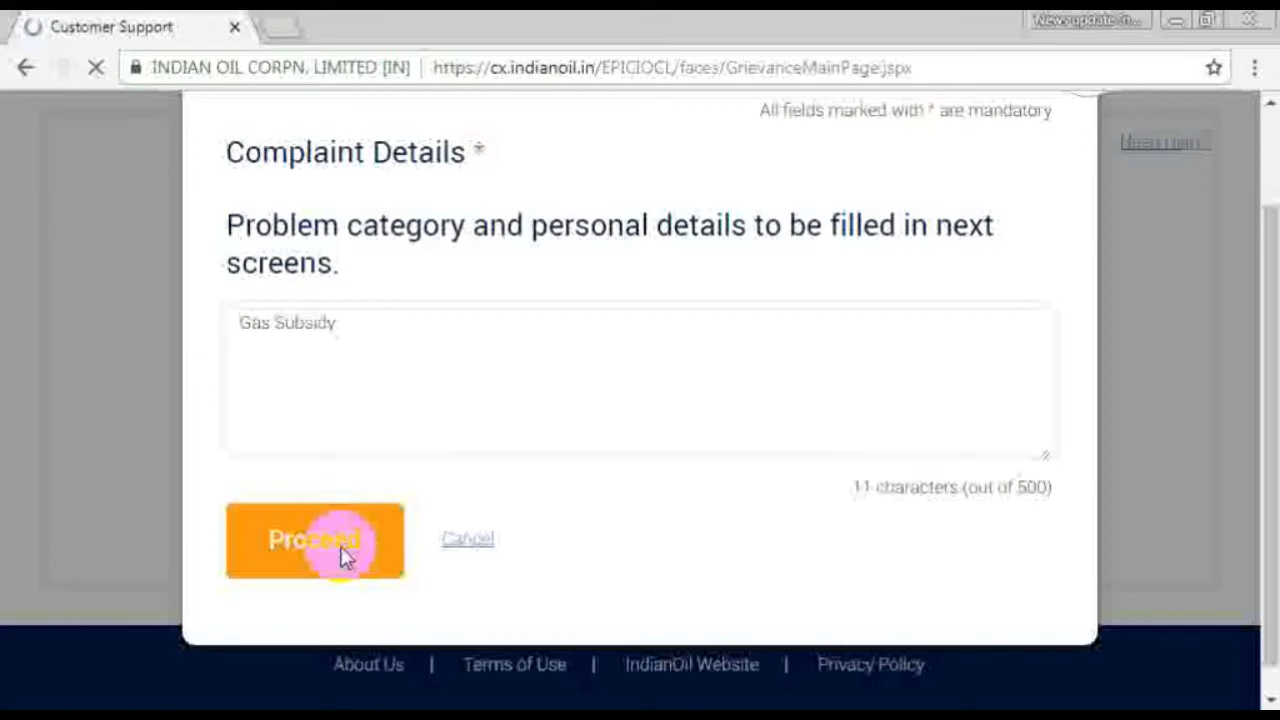 Customer Support
INDIAN OIL CORPN. LIMITED [IN] https://cx.indianoil.in/EPICIOCL/faces/GrievanceMainPage.jspx
All fields marked with * are mandatory
Complaint Details *
Problem category and personal details to be filled in next
screens.
Gas Subsidy
11 characters (out of 500)
Proceed
Cancel
About Us | Terms of Use | IndianOil Website | Privacy Policy